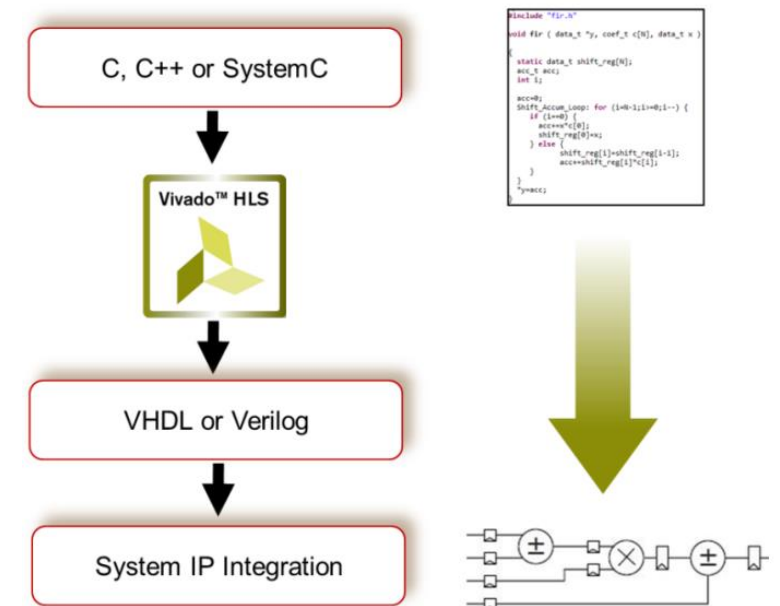 C, C++ or SystemC
Vivado™ HLS
VHDL or Verilog
System IP Integration
#include "fir.h"
void fir ( data_t *y, coef_t c[N], data_t x )
{
static data_t shift_reg[N];
acc_t acc;
int i;
acc=0;
Shift_Accum_Loop: for (i=N-1;i>=0;i--) {
if (i==0) {
acc+=x*c[0];
shift_reg[0]=x;
} else {
shift_reg[i]=shift_reg[i-1];
acc+=shift_reg[i]*c[i];
}
}
*y=acc;
}
±
×
±